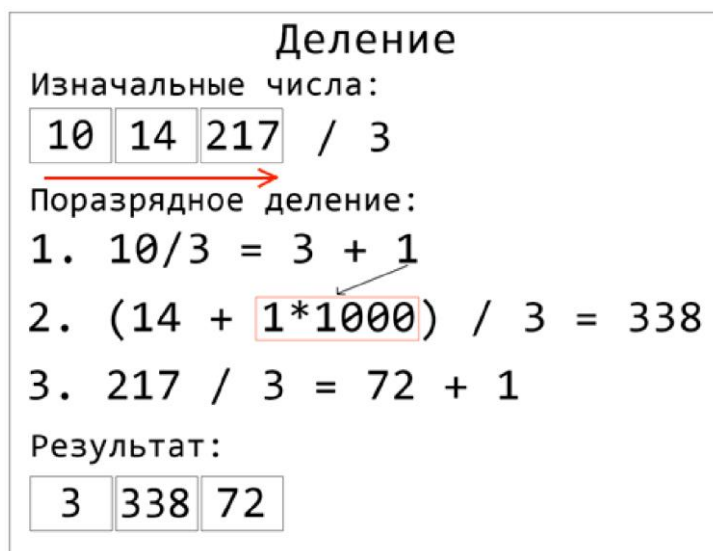 Деление
Изначальные числа:
10 14 217 / 3
Поразрядное деление:
1. 10/3 = 3 + 1
2. (14 + 1*1000) / 3 = 338
3. 217 / 3 = 72 + 1
Результат:
3 338 72